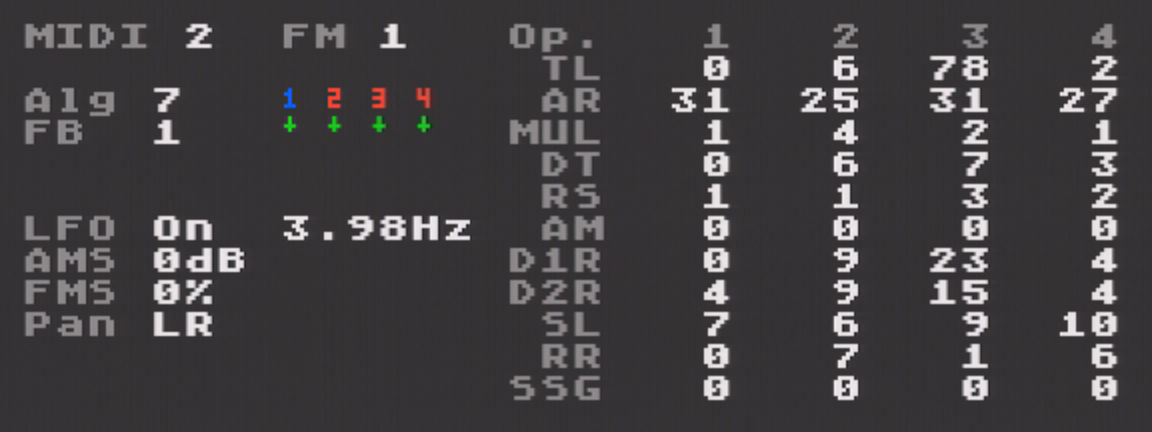 MIDI 2 FM 1 Op. 1 2 3 4
TL 0 6 78 2
Alg 7 1 2 3 4 AR 31 25 31 27
FB 1 MUL 1 4 2 1
DT 0 6 7 3
RS 1 1 3 2
LFO On 3.98Hz AM 0 0 0 0
AMS 0dB D1R 0 9 23 4
FMS 0% D2R 4 9 15 4
Pan LR SL 7 6 9 10
RR 0 7 1 6
SSG 0 0 0 0